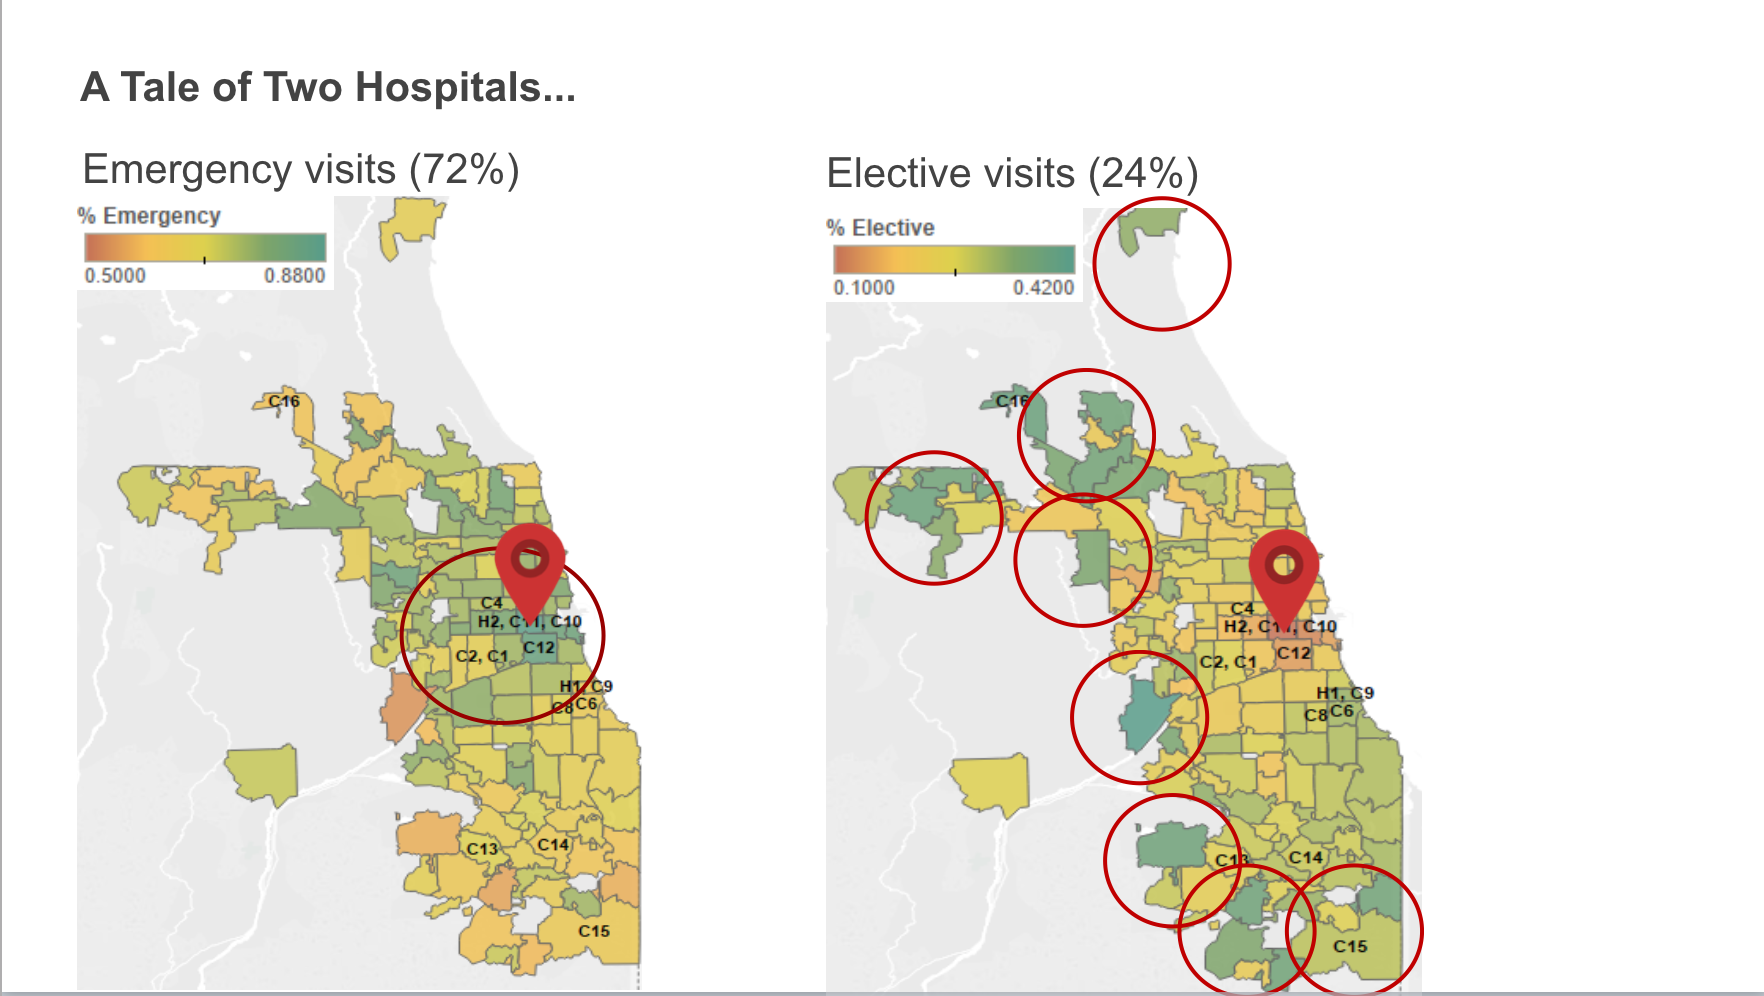 A Tale of Two Hospitals...
Emergency visits (72%)
% Emergency
0.5000 0.8800
C16
C4
H2, C11, C10
C12
C2, C1
H1, C9
C8 C6
C13 C14
C15
Elective visits (24%)
% Elective
0.1000 0.4200
C16
C4
H2, C11, C10
C12
C2, C1
H1, C9
C8 C6
C13 C14
C15